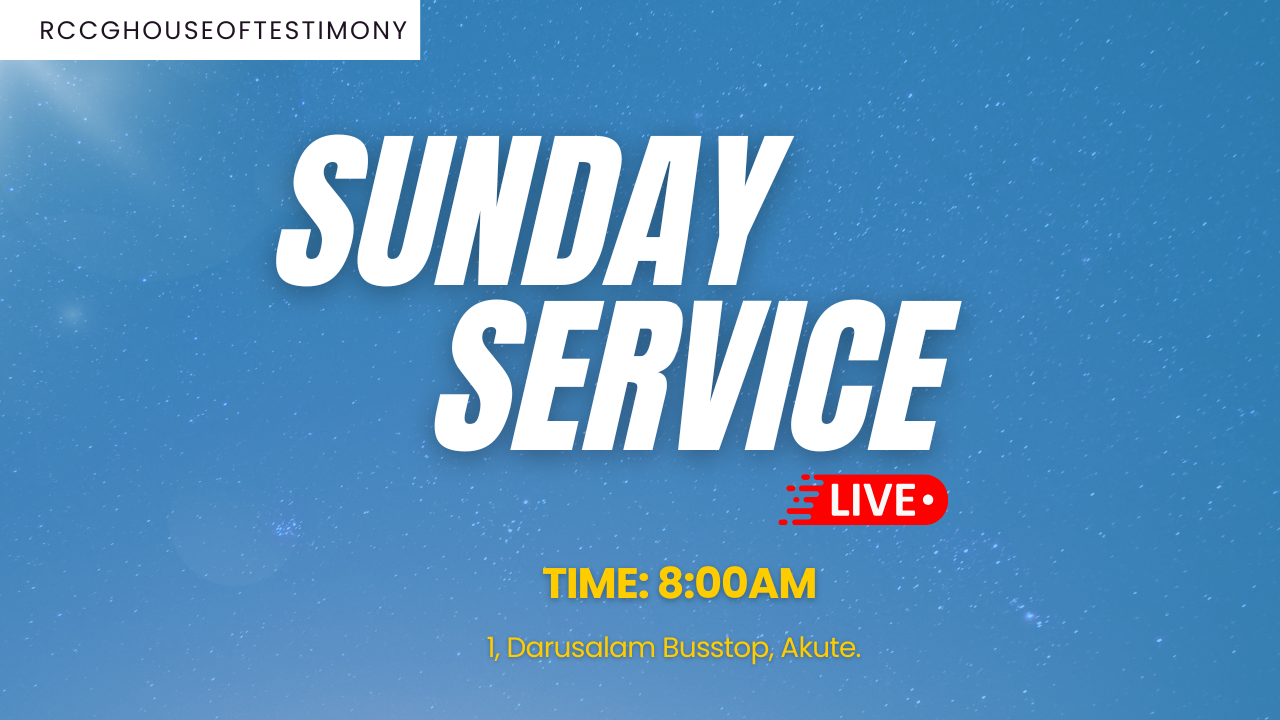 RCCGHOUSEOFTESTIMONY
SUNDAY
SERVICE
LIVE
TIME: 8:00AM
1, Darusalam Busstop, Akute.